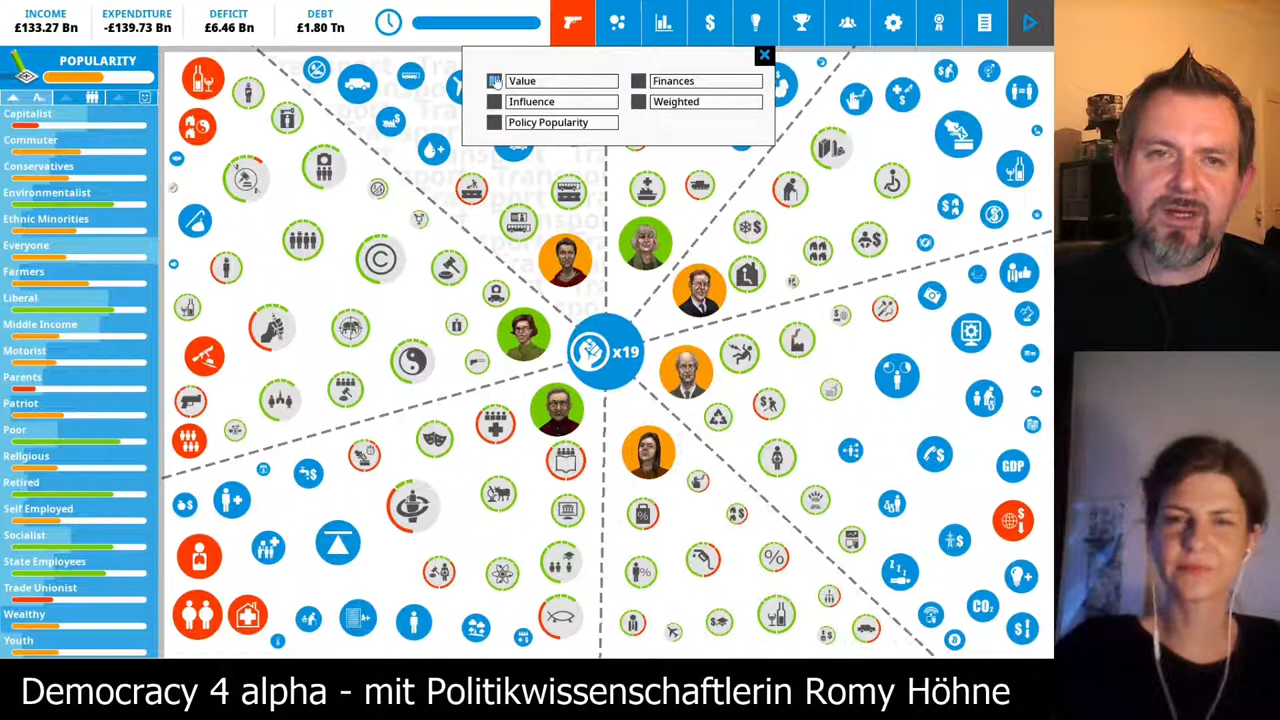 INCOME
£133.27 Bn
EXPENDITURE
-£139.73 Bn
DEFICIT
£6.46 Bn
DEBT
£1.80 Tn
POPULARITY
Value
Finances
Influence
Weighted
Policy Popularity
Capitalist
Commuter
Conservatives
Environmentalist
Ethnic Minorities
Everyone
Farmers
Liberal
Middle Income
Motorist
Parents
Patriot
Poor
Religious
Retired
Self Employed
Socialist
State Employees
Trade Unionist
Wealthy
Youth
x19
GDP
CO₂
Democracy 4 alpha - mit Politikwissenschaftlerin Romy Höhne